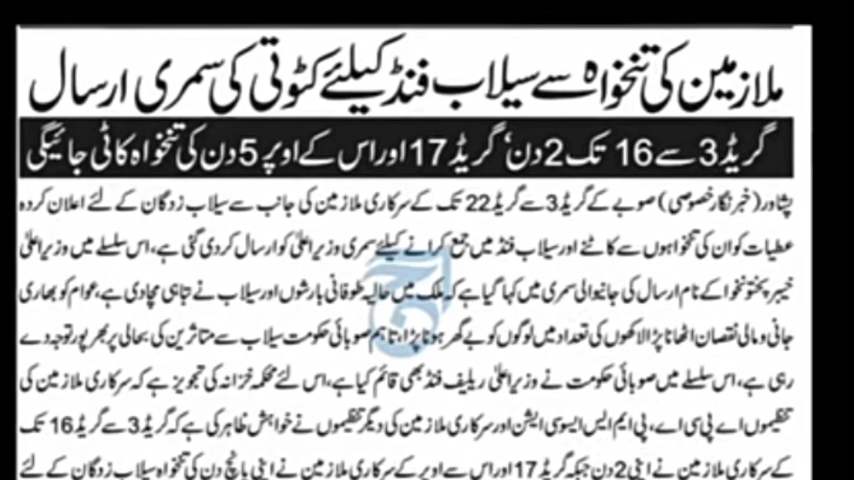 ملازمین کی تنخواہ سے سیلاب فنڈ کیلئے کٹوتی کی سمری ارسال
گریڈ 3 سے 16 تک 2 دن، گریڈ 17 اور اس کے اوپر 5 دن کی تنخواہ کاٹی جائیگی
پشاور (خبر نگار خصوصی) صوبے کے گریڈ 3 سے گریڈ 22 تک کے سرکاری ملازمین کی جانب سے سیلاب زدگان کے لئے اعلان کردہ
عطیات کو ان کی تنخواہوں سے کاٹنے اور سیلاب فنڈ میں جمع کرانے کیلئے سمری وزیر اعلیٰ کو ارسال کر دی گئی ہے، اس سلسلے میں وزیر اعلیٰ
خیبر پختونخوا کے نام ارسال کی جانیوالی سمری میں کہا گیا ہے کہ ملک میں حالیہ طوفانی بارشوں اور سیلاب نے تباہی مچا دی ہے، عوام کو بھاری
جانی و مالی نقصان اٹھانا پڑا لاکھوں کی تعداد میں لوگوں کو بے گھر ہونا پڑا، تاہم صوبائی حکومت سیلاب سے متاثرین کی بحالی پر بھر پور توجہ دے
رہی ہے، اس سلسلے میں صوبائی حکومت نے وزیر اعلیٰ ریلیف فنڈ بھی قائم کیا ہے، اس لئے محکمہ خزانہ کی تجویز ہے کہ سرکاری ملازمین کی
تنظیموں اے پی سی اے، پی ایم ایس ایسوسی ایشن اور سرکاری ملازمین کی دیگر تنظیموں نے خواہش ظاہر کی ہے کہ گریڈ 3 سے گریڈ 16 تک
کے سرکاری ملازمین نے اپنی 2 دن جبکہ گریڈ 17 اور اس سے اوپر کے سرکاری ملازمین نے اپنی پانچ دن کی تنخواہ سیلاب زدگان کے لئے